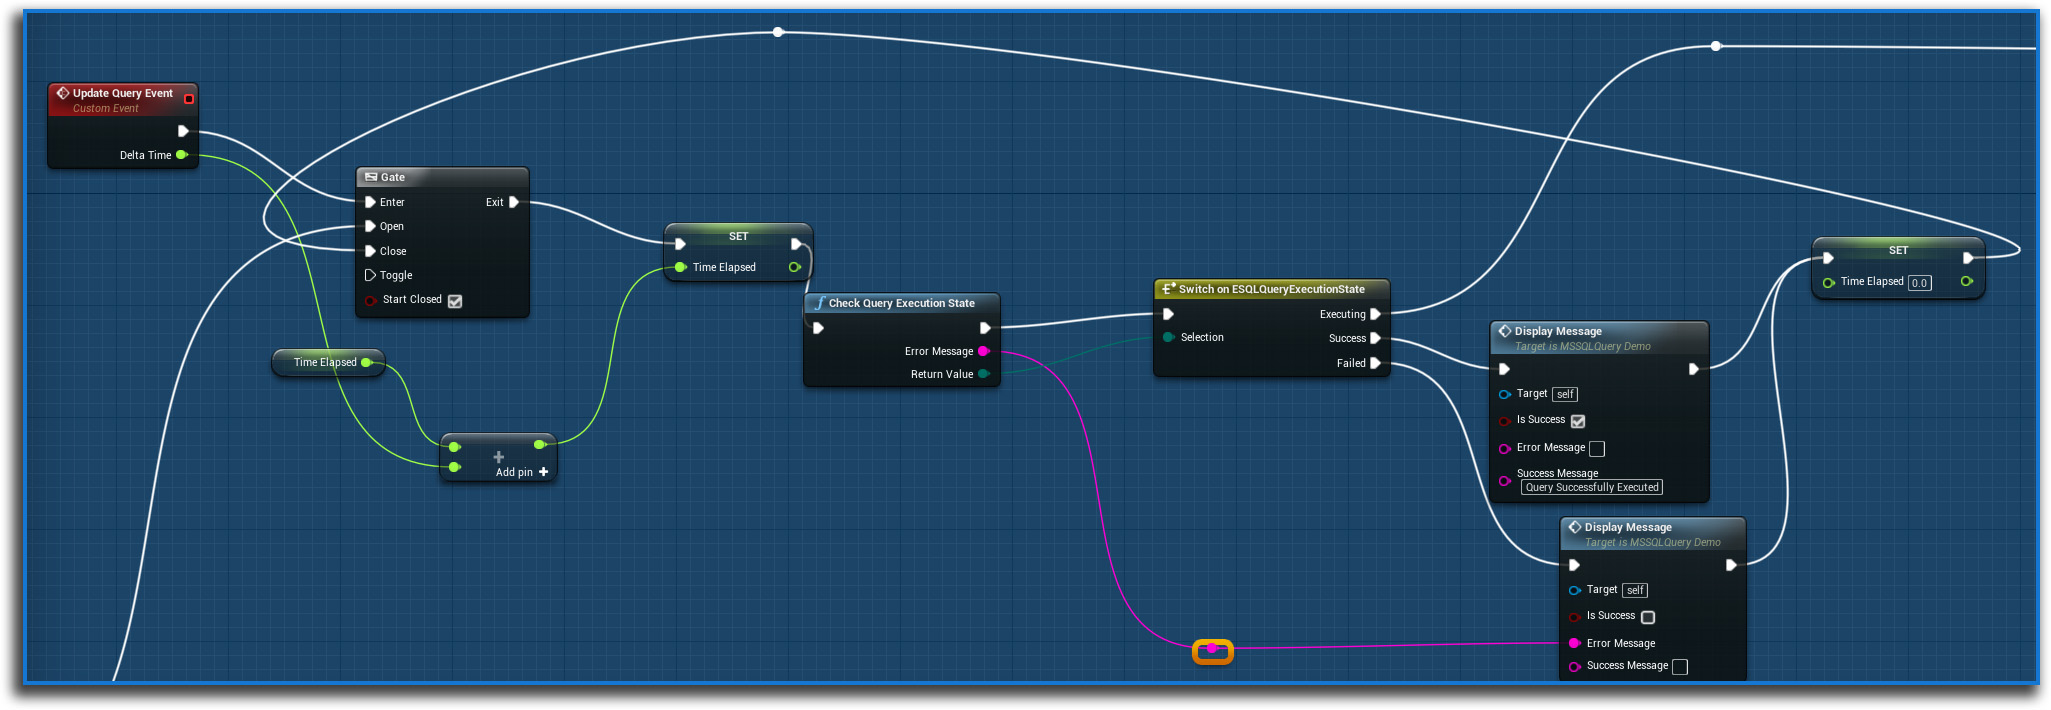 Update Query Event
Custom Event
Delta Time
Gate
Enter
Exit
Open
Close
Toggle
Start Closed
Time Elapsed
Add pin
SET
Time Elapsed
Check Query Execution State
Error Message
Return Value
Switch on ESQLQueryExecutionState
Executing
Selection
Success
Failed
Display Message
Target is MSSQLQuery Demo
Target self
Is Success
Error Message
Success Message
Query Successfully Executed
Display Message
Target is MSSQLQuery Demo
Target self
Is Success
Error Message
Success Message
SET
Time Elapsed 0.0